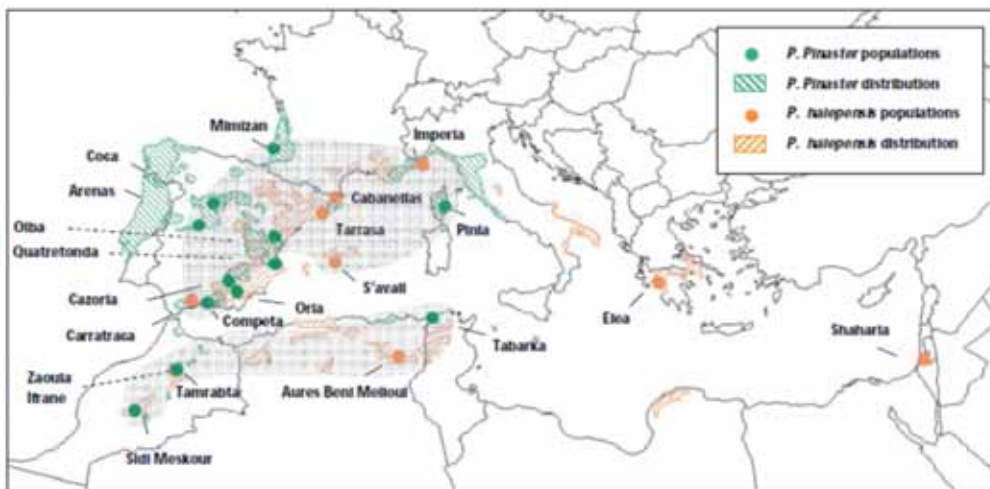 P. Pinaster populations
P. Pinaster distribution
P. halepensis populations
P. halepensis distribution
Mimizan
Imperia
Coca
Arenas
Cabanellas
Olba
Tarrasa
Pinia
Quatretonda
S'avall
Cazorla
Oria
Elea
Carratraca
Competa
Shaharia
Tabarka
Zaouia
Ifrane
Tamrabta
Aures Beni Melloul
Sidi Meskour